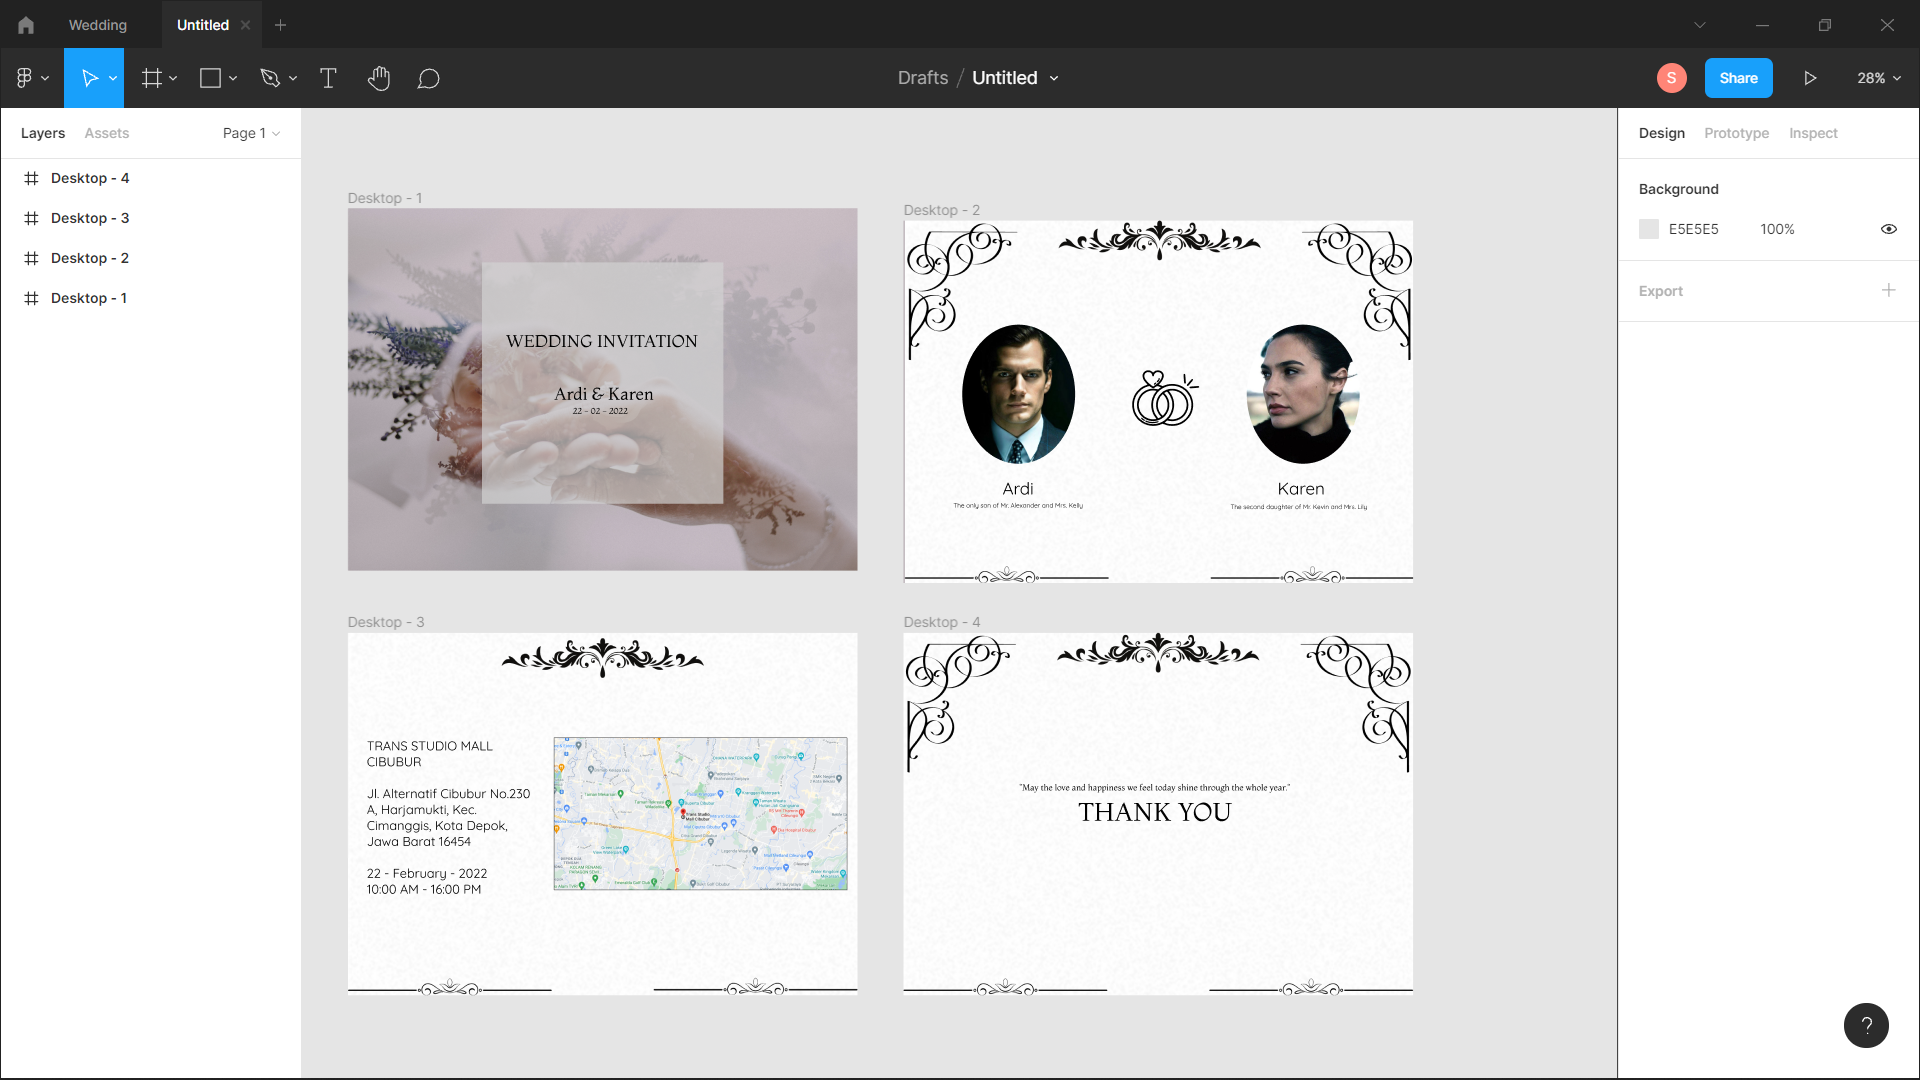 Wedding
Untitled
Drafts / Untitled
S
Share
28%
Layers
Assets
Page 1
Desktop - 4
Desktop - 3
Desktop - 2
Desktop - 1
Desktop - 1
WEDDING INVITATION
Ardi & Karen
22 - 02 - 2022
Desktop - 2
Ardi
The only son of Mr. Alexander and Mrs. Kelly
Karen
The second daughter of Mr. Kevin and Mrs. Lily
Desktop - 3
TRANS STUDIO MALL
CIBUBUR
Jl. Alternatif Cibubur No.230
A, Harjamukti, Kec.
Cimanggis, Kota Depok,
Jawa Barat 16454
22 - February - 2022
10:00 AM - 16:00 PM
Trans Studio
Mall Cibubur
Desktop - 4
"May the love and happiness we feel today shine through the whole year."
THANK YOU
Design
Prototype
Inspect
Background
E5E5E5
100%
Export
?